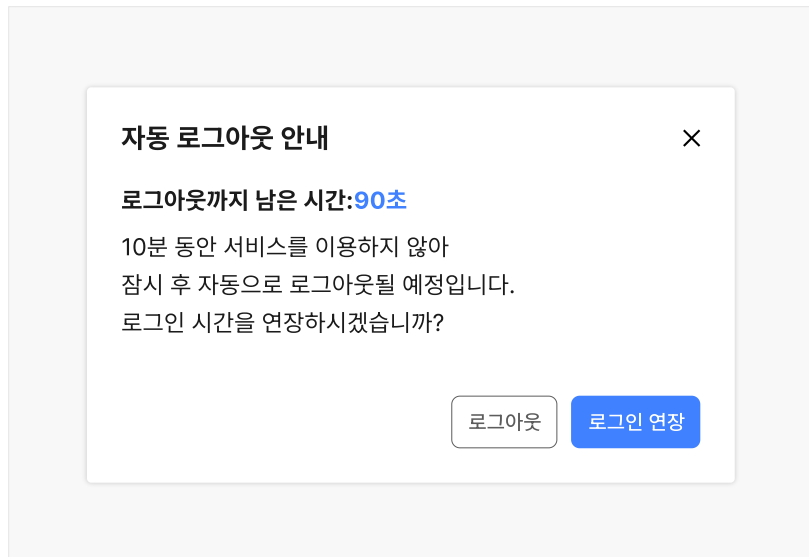 자동 로그아웃 안내
로그아웃까지 남은 시간:90초
10분 동안 서비스를 이용하지 않아
잠시 후 자동으로 로그아웃될 예정입니다.
로그인 시간을 연장하시겠습니까?
로그아웃 로그인 연장